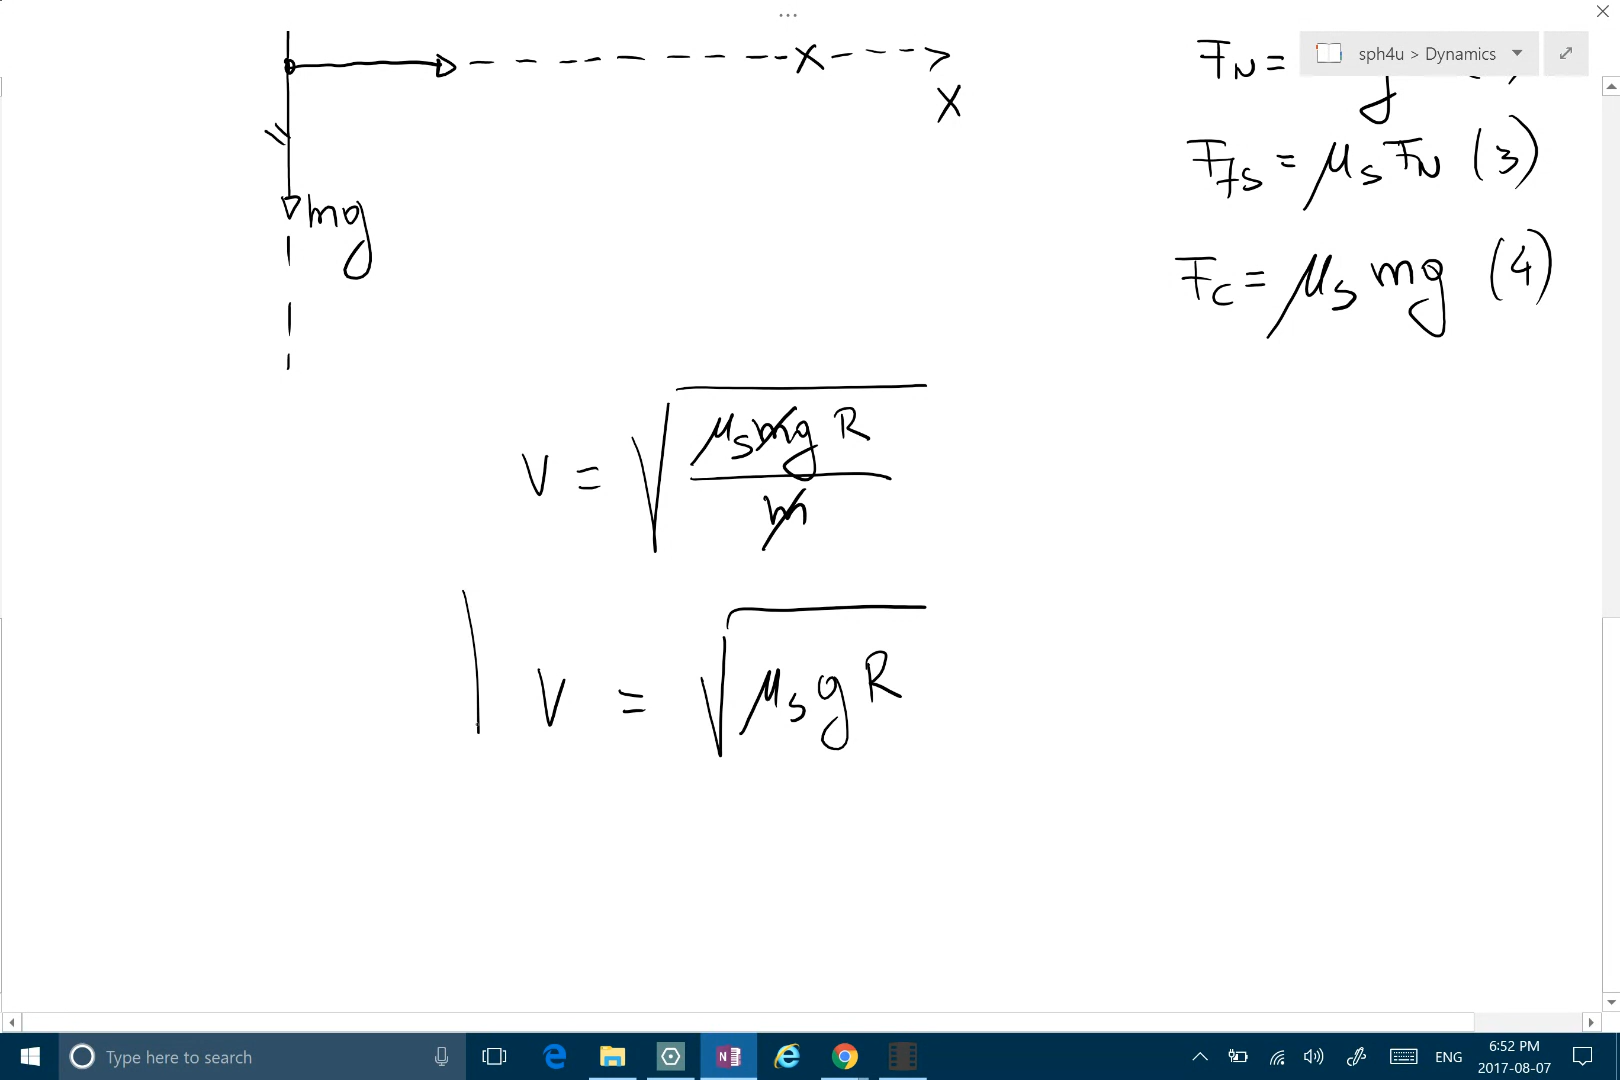 ...
sph4u > Dynamics
F_N =
x
X
F_fs = μ_s F_N (3)
mg
F_c = μ_s mg (4)
V = √(μ_s mg R / m)
V = √(μ_s g R)
Type here to search
ENG
6:52 PM
2017-08-07